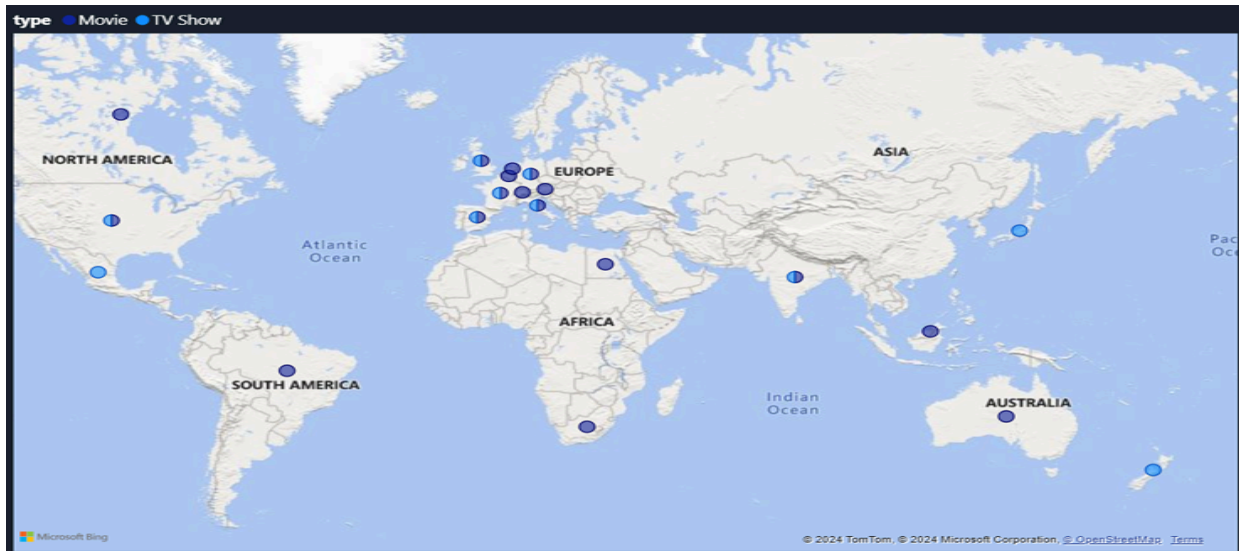 type Movie TV Show
NORTH AMERICA
EUROPE
ASIA
Atlantic
Ocean
AFRICA
SOUTH AMERICA
Indian
Ocean
AUSTRALIA
Microsoft Bing
© 2024 TomTom, © 2024 Microsoft Corporation, © OpenStreetMap Terms